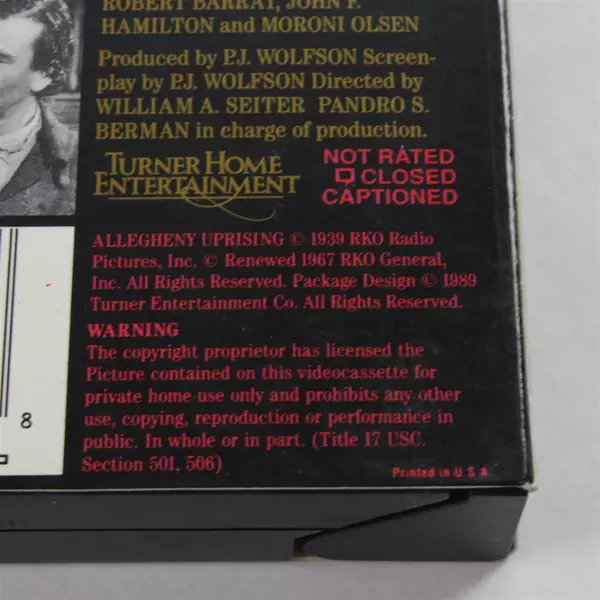 ROBERT BARRAT, JOHN F.
HAMILTON and MORONI OLSEN
Produced by P.J. WOLFSON Screen-
play by P.J. WOLFSON Directed by
WILLIAM A. SEITER PANDRO S.
BERMAN in charge of production.
TURNER HOME
ENTERTAINMENT
NOT RATED
CLOSED
CAPTIONED
ALLEGHENY UPRISING © 1939 RKO Radio
Pictures, Inc. © Renewed 1967 RKO General,
Inc. All Rights Reserved. Package Design © 1989
Turner Entertainment Co. All Rights Reserved.
WARNING
The copyright proprietor has licensed the
Picture contained on this videocassette for
private home use only and prohibits any other
use, copying, reproduction or performance in
public. In whole or in part. (Title 17 USC.
Section 501, 506)
8
Printed in U S A